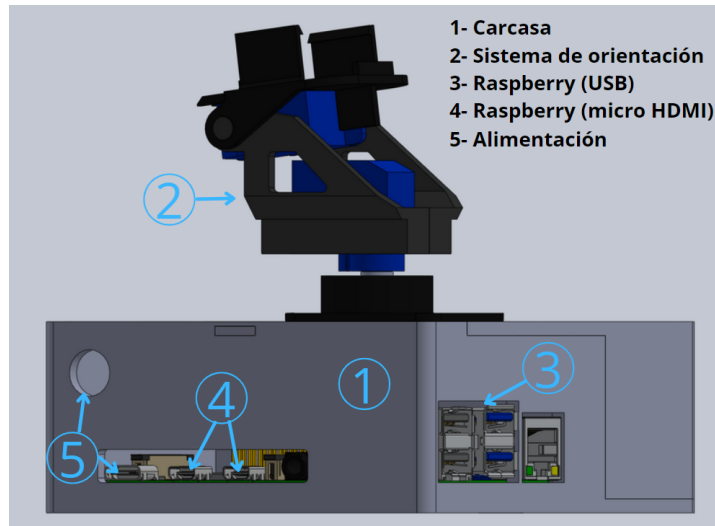 1- Carcasa
2- Sistema de orientación
3- Raspberry (USB)
4- Raspberry (micro HDMI)
5- Alimentación
2
1
3
4
5